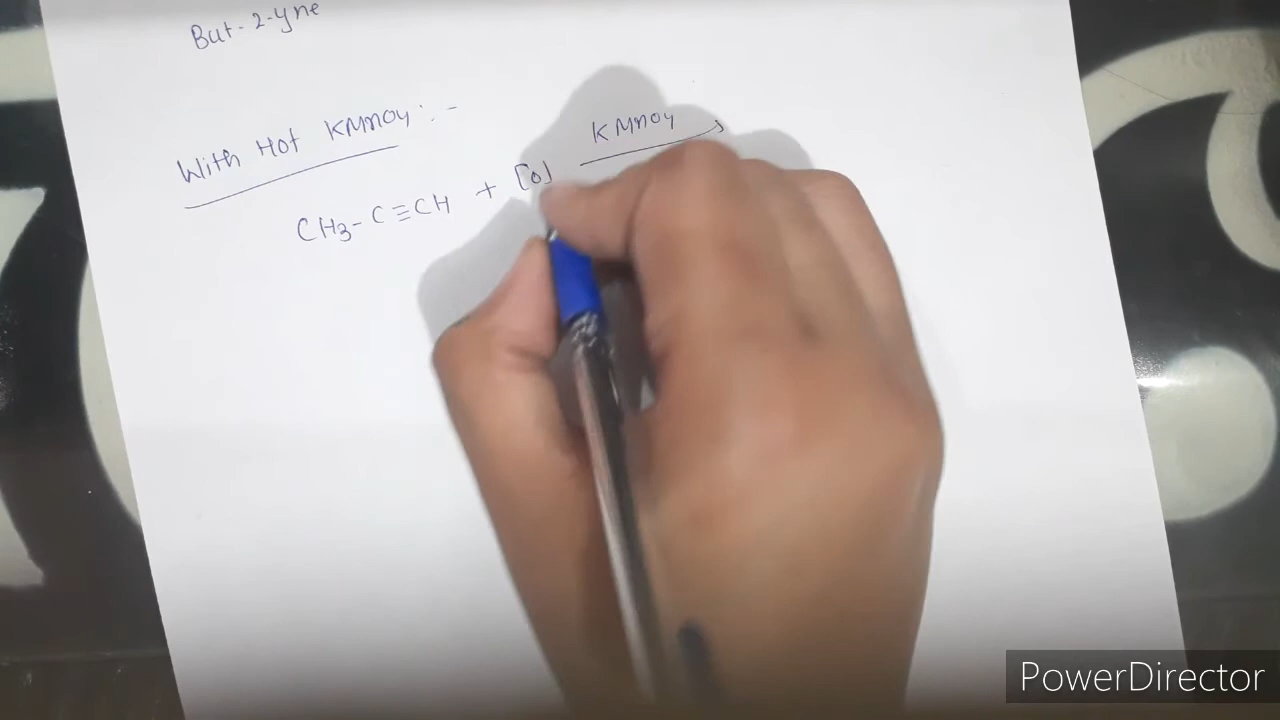 But-2-yne
With Hot KMnO4:-
KMnO4
CH3-C≡CH + [O]
PowerDirector